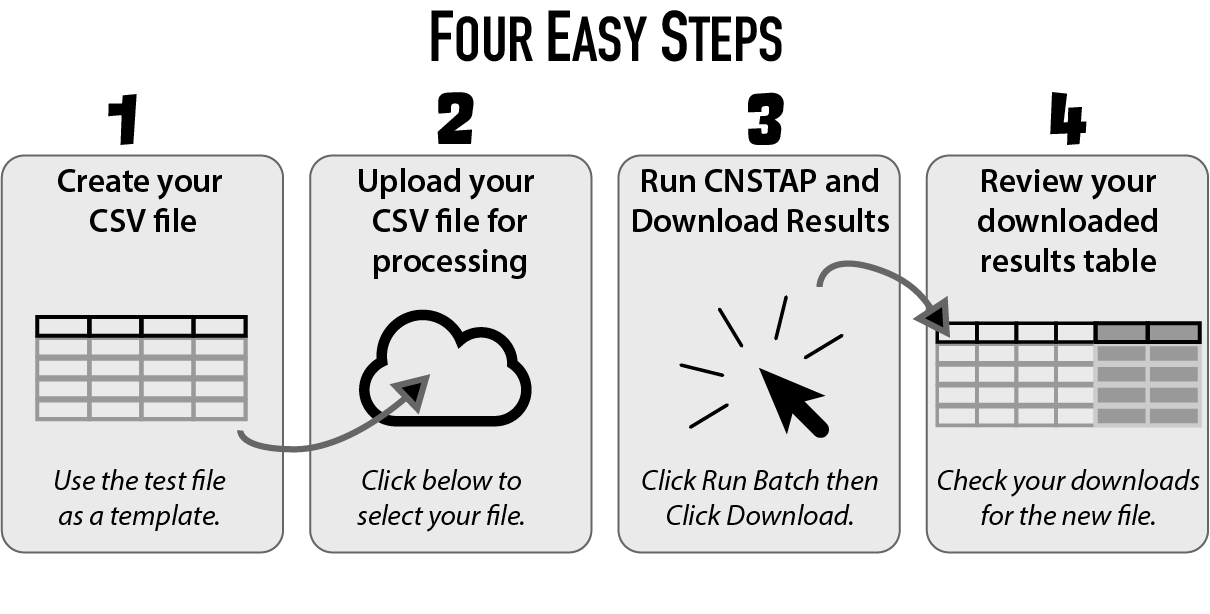 FOUR EASY STEPS
1
Create your
CSV file
Use the test file
as a template.
2
Upload your
CSV file for
processing
Click below to
select your file.
3
Run CNSTAP and
Download Results
Click Run Batch then
Click Download.
4
Review your
downloaded
results table
Check your downloads
for the new file.